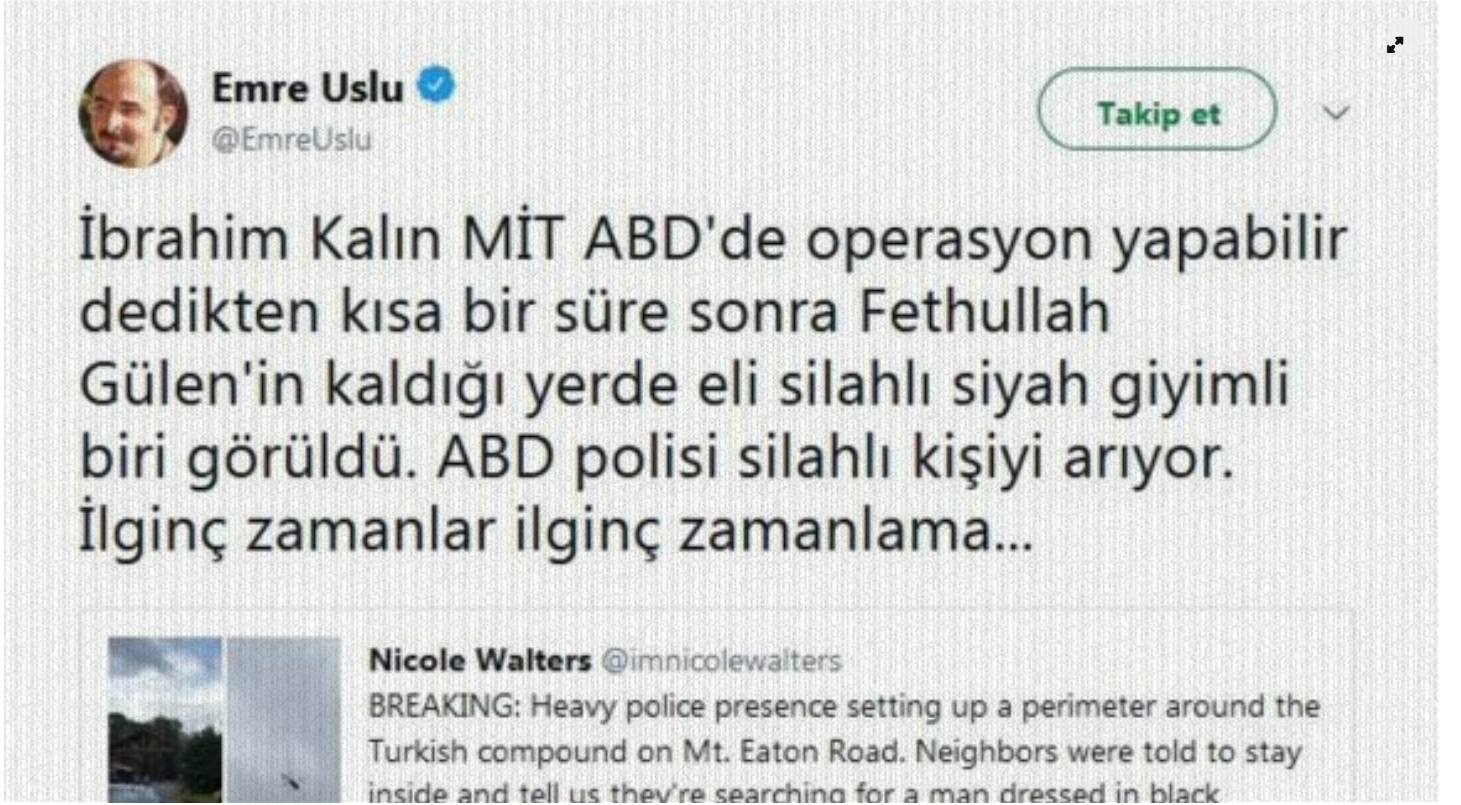 Emre Uslu
@EmreUslu
Takip et
İbrahim Kalın MİT ABD'de operasyon yapabilir
dedikten kısa bir süre sonra Fethullah
Gülen'in kaldığı yerde eli silahlı siyah giyimli
biri görüldü. ABD polisi silahlı kişiyi arıyor.
İlginç zamanlar ilginç zamanlama...
Nicole Walters @imnicolewalters
BREAKING: Heavy police presence setting up a perimeter around the
Turkish compound on Mt. Eaton Road. Neighbors were told to stay
inside and tell us they're searching for a man dressed in black